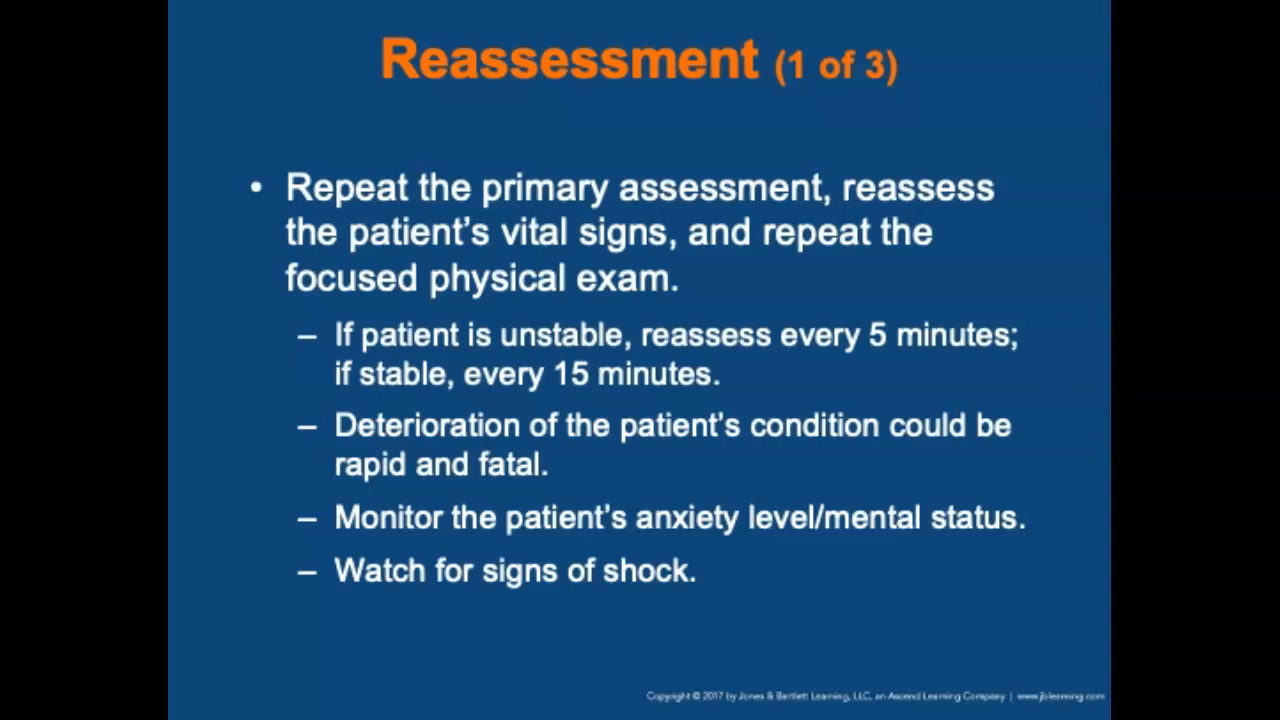 Reassessment (1 of 3)
• Repeat the primary assessment, reassess
the patient's vital signs, and repeat the
focused physical exam.
– If patient is unstable, reassess every 5 minutes;
if stable, every 15 minutes.
– Deterioration of the patient's condition could be
rapid and fatal.
– Monitor the patient's anxiety level/mental status.
– Watch for signs of shock.
Copyright © 2017 by Jones & Bartlett Learning, LLC, an Ascend Learning Company | www.jblearning.com